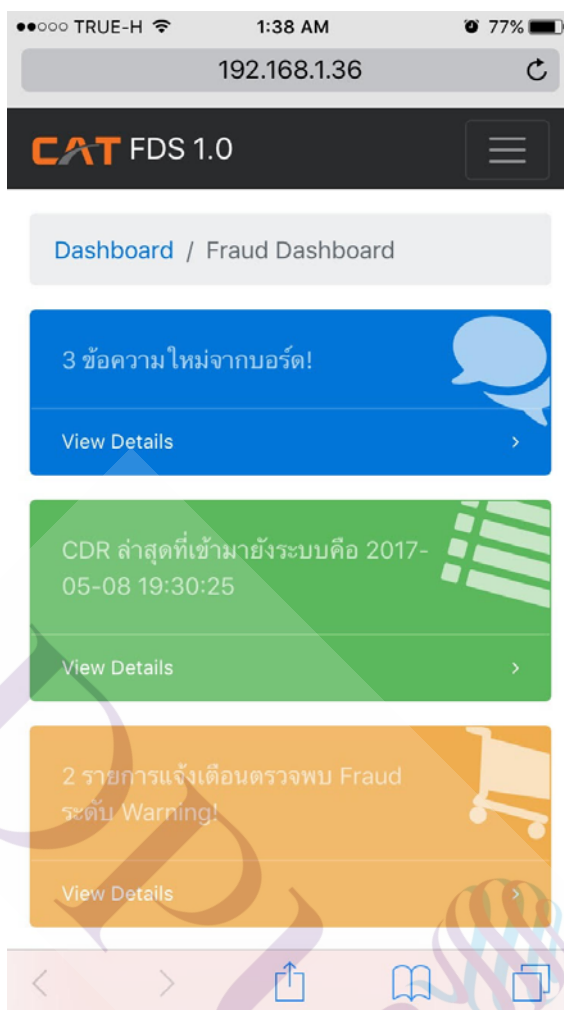 TRUE-H 1:38 AM 77%
192.168.1.36
CAT FDS 1.0
Dashboard / Fraud Dashboard
3 ข้อความใหม่จากบอร์ด!
View Details
CDR ล่าสุดที่เข้ามายังระบบคือ 2017-
05-08 19:30:25
View Details
2 รายการแจ้งเตือนตรวจพบ Fraud
ระดับ Warning!
View Details